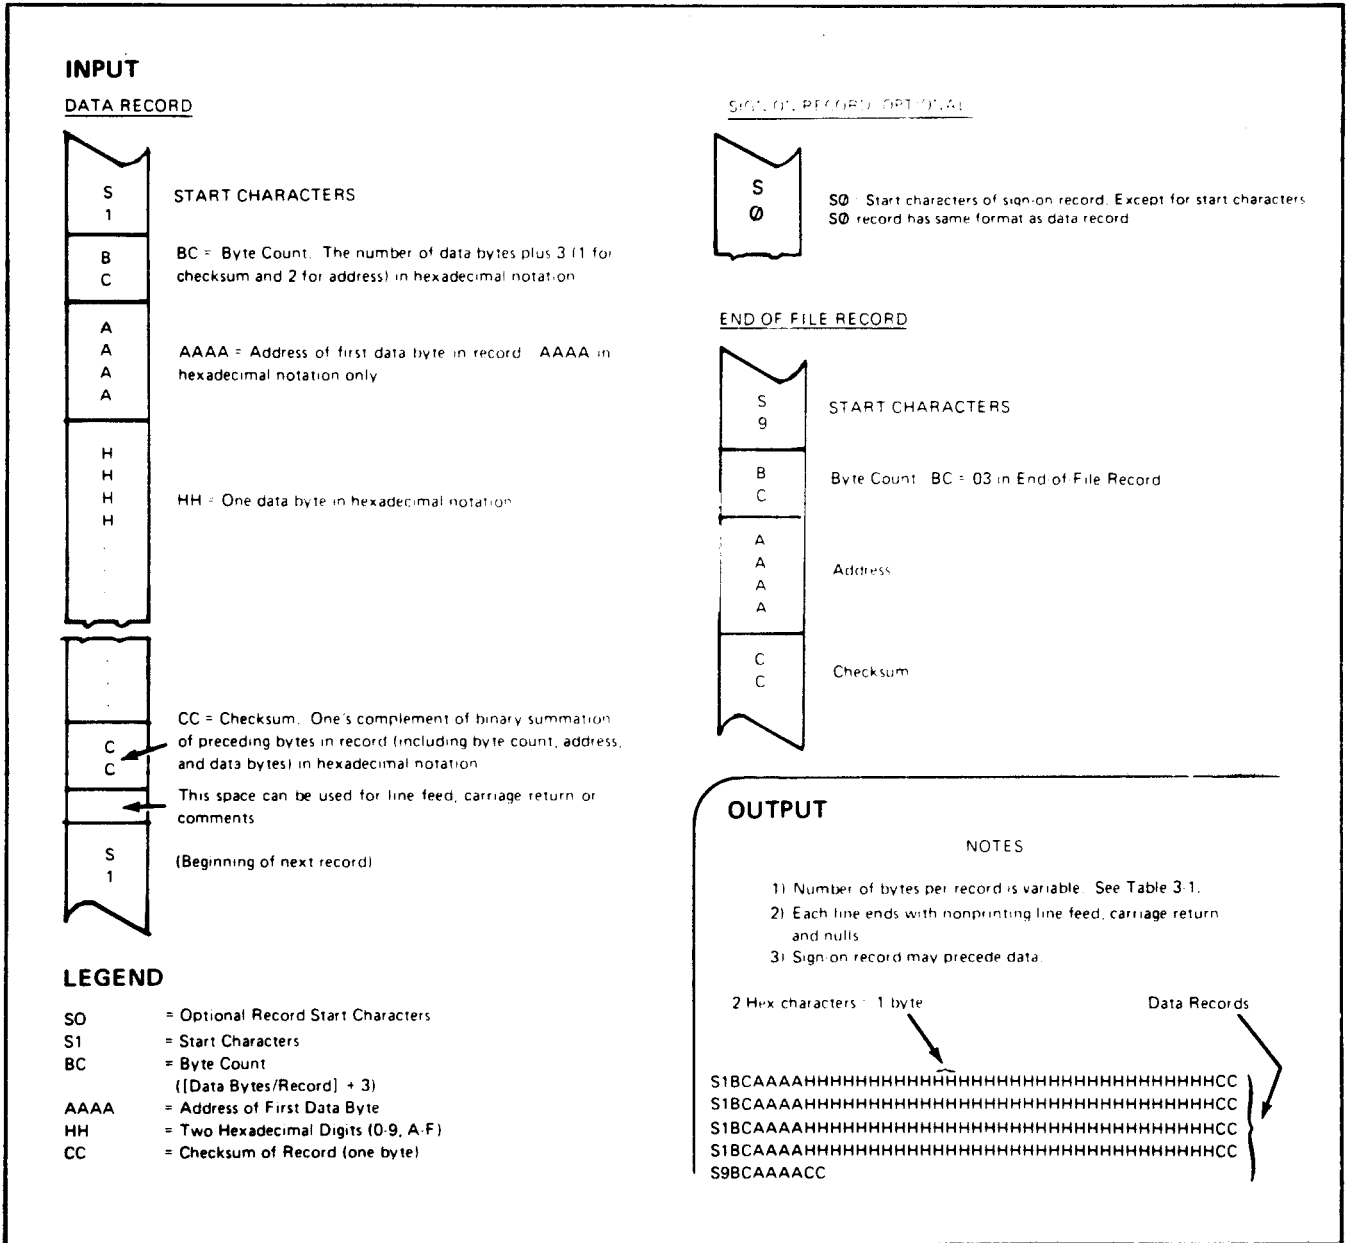 INPUT
DATA RECORD
S
1
START CHARACTERS
B
C
BC = Byte Count. The number of data bytes plus 3 (1 for
checksum and 2 for address) in hexadecimal notation
A
A
A
A
AAAA = Address of first data byte in record AAAA in
hexadecimal notation only
H
H
H
H
HH = One data byte in hexadecimal notation
C
C
CC = Checksum. One's complement of binary summation
of preceding bytes in record (including byte count, address,
and data bytes) in hexadecimal notation
This space can be used for line feed, carriage return or
comments
S
1
(Beginning of next record)
LEGEND
SO = Optional Record Start Characters
S1 = Start Characters
BC = Byte Count
([Data Bytes/Record] + 3)
AAAA = Address of First Data Byte
HH = Two Hexadecimal Digits (0-9, A-F)
CC = Checksum of Record (one byte)
SIGN ON RECORD OPTIONAL
S
Ø
SØ Start characters of sign-on record. Except for start characters
SØ record has same format as data record
END OF FILE RECORD
S
9
START CHARACTERS
B
C
Byte Count BC = 03 in End-of-File Record
A
A
A
A
Address
C
C
Checksum
OUTPUT
NOTES
1) Number of bytes per record is variable. See Table 3-1.
2) Each line ends with nonprinting line feed, carriage return
and nulls
3) Sign-on record may precede data.
2 Hex characters 1 byte
Data Records
S1BCAAAAHHHHHHHHHHHHHHHHHHHHHHHHHHHHHHHHCC
S1BCAAAAHHHHHHHHHHHHHHHHHHHHHHHHHHHHHHHHCC
S1BCAAAAHHHHHHHHHHHHHHHHHHHHHHHHHHHHHHHHCC
S1BCAAAAHHHHHHHHHHHHHHHHHHHHHHHHHHHHHHHHCC
S9BCAAAACC